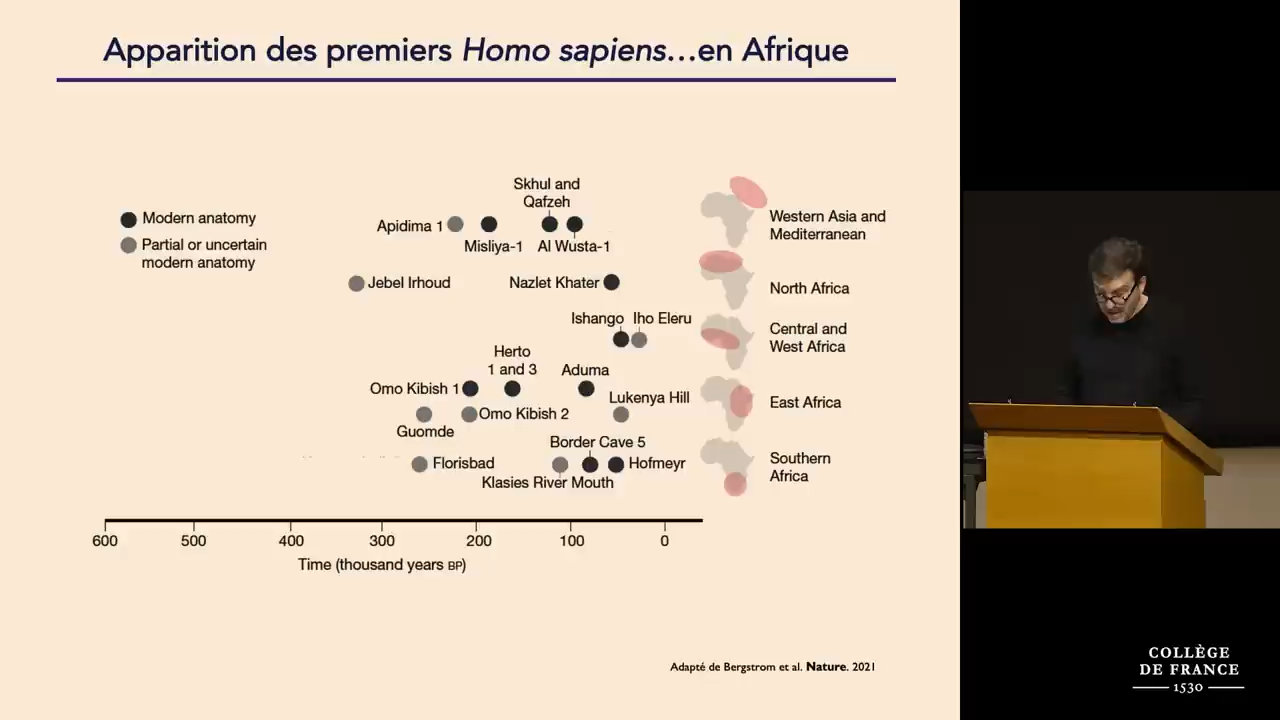 Apparition des premiers Homo sapiens...en Afrique
Modern anatomy
Partial or uncertain
modern anatomy
Skhul and
Qafzeh
Apidima 1
Misliya-1
Al Wusta-1
Western Asia and
Mediterranean
Jebel Irhoud
Nazlet Khater
North Africa
Ishango
Iho Eleru
Central and
West Africa
Herto
1 and 3
Aduma
Omo Kibish 1
Lukenya Hill
Omo Kibish 2
Guomde
East Africa
Border Cave 5
Florisbad
Hofmeyr
Klasies River Mouth
Southern
Africa
600 500 400 300 200 100 0
Time (thousand years BP)
Adapté de Bergstrom et al. Nature. 2021
COLLÈGE
DE FRANCE
1530